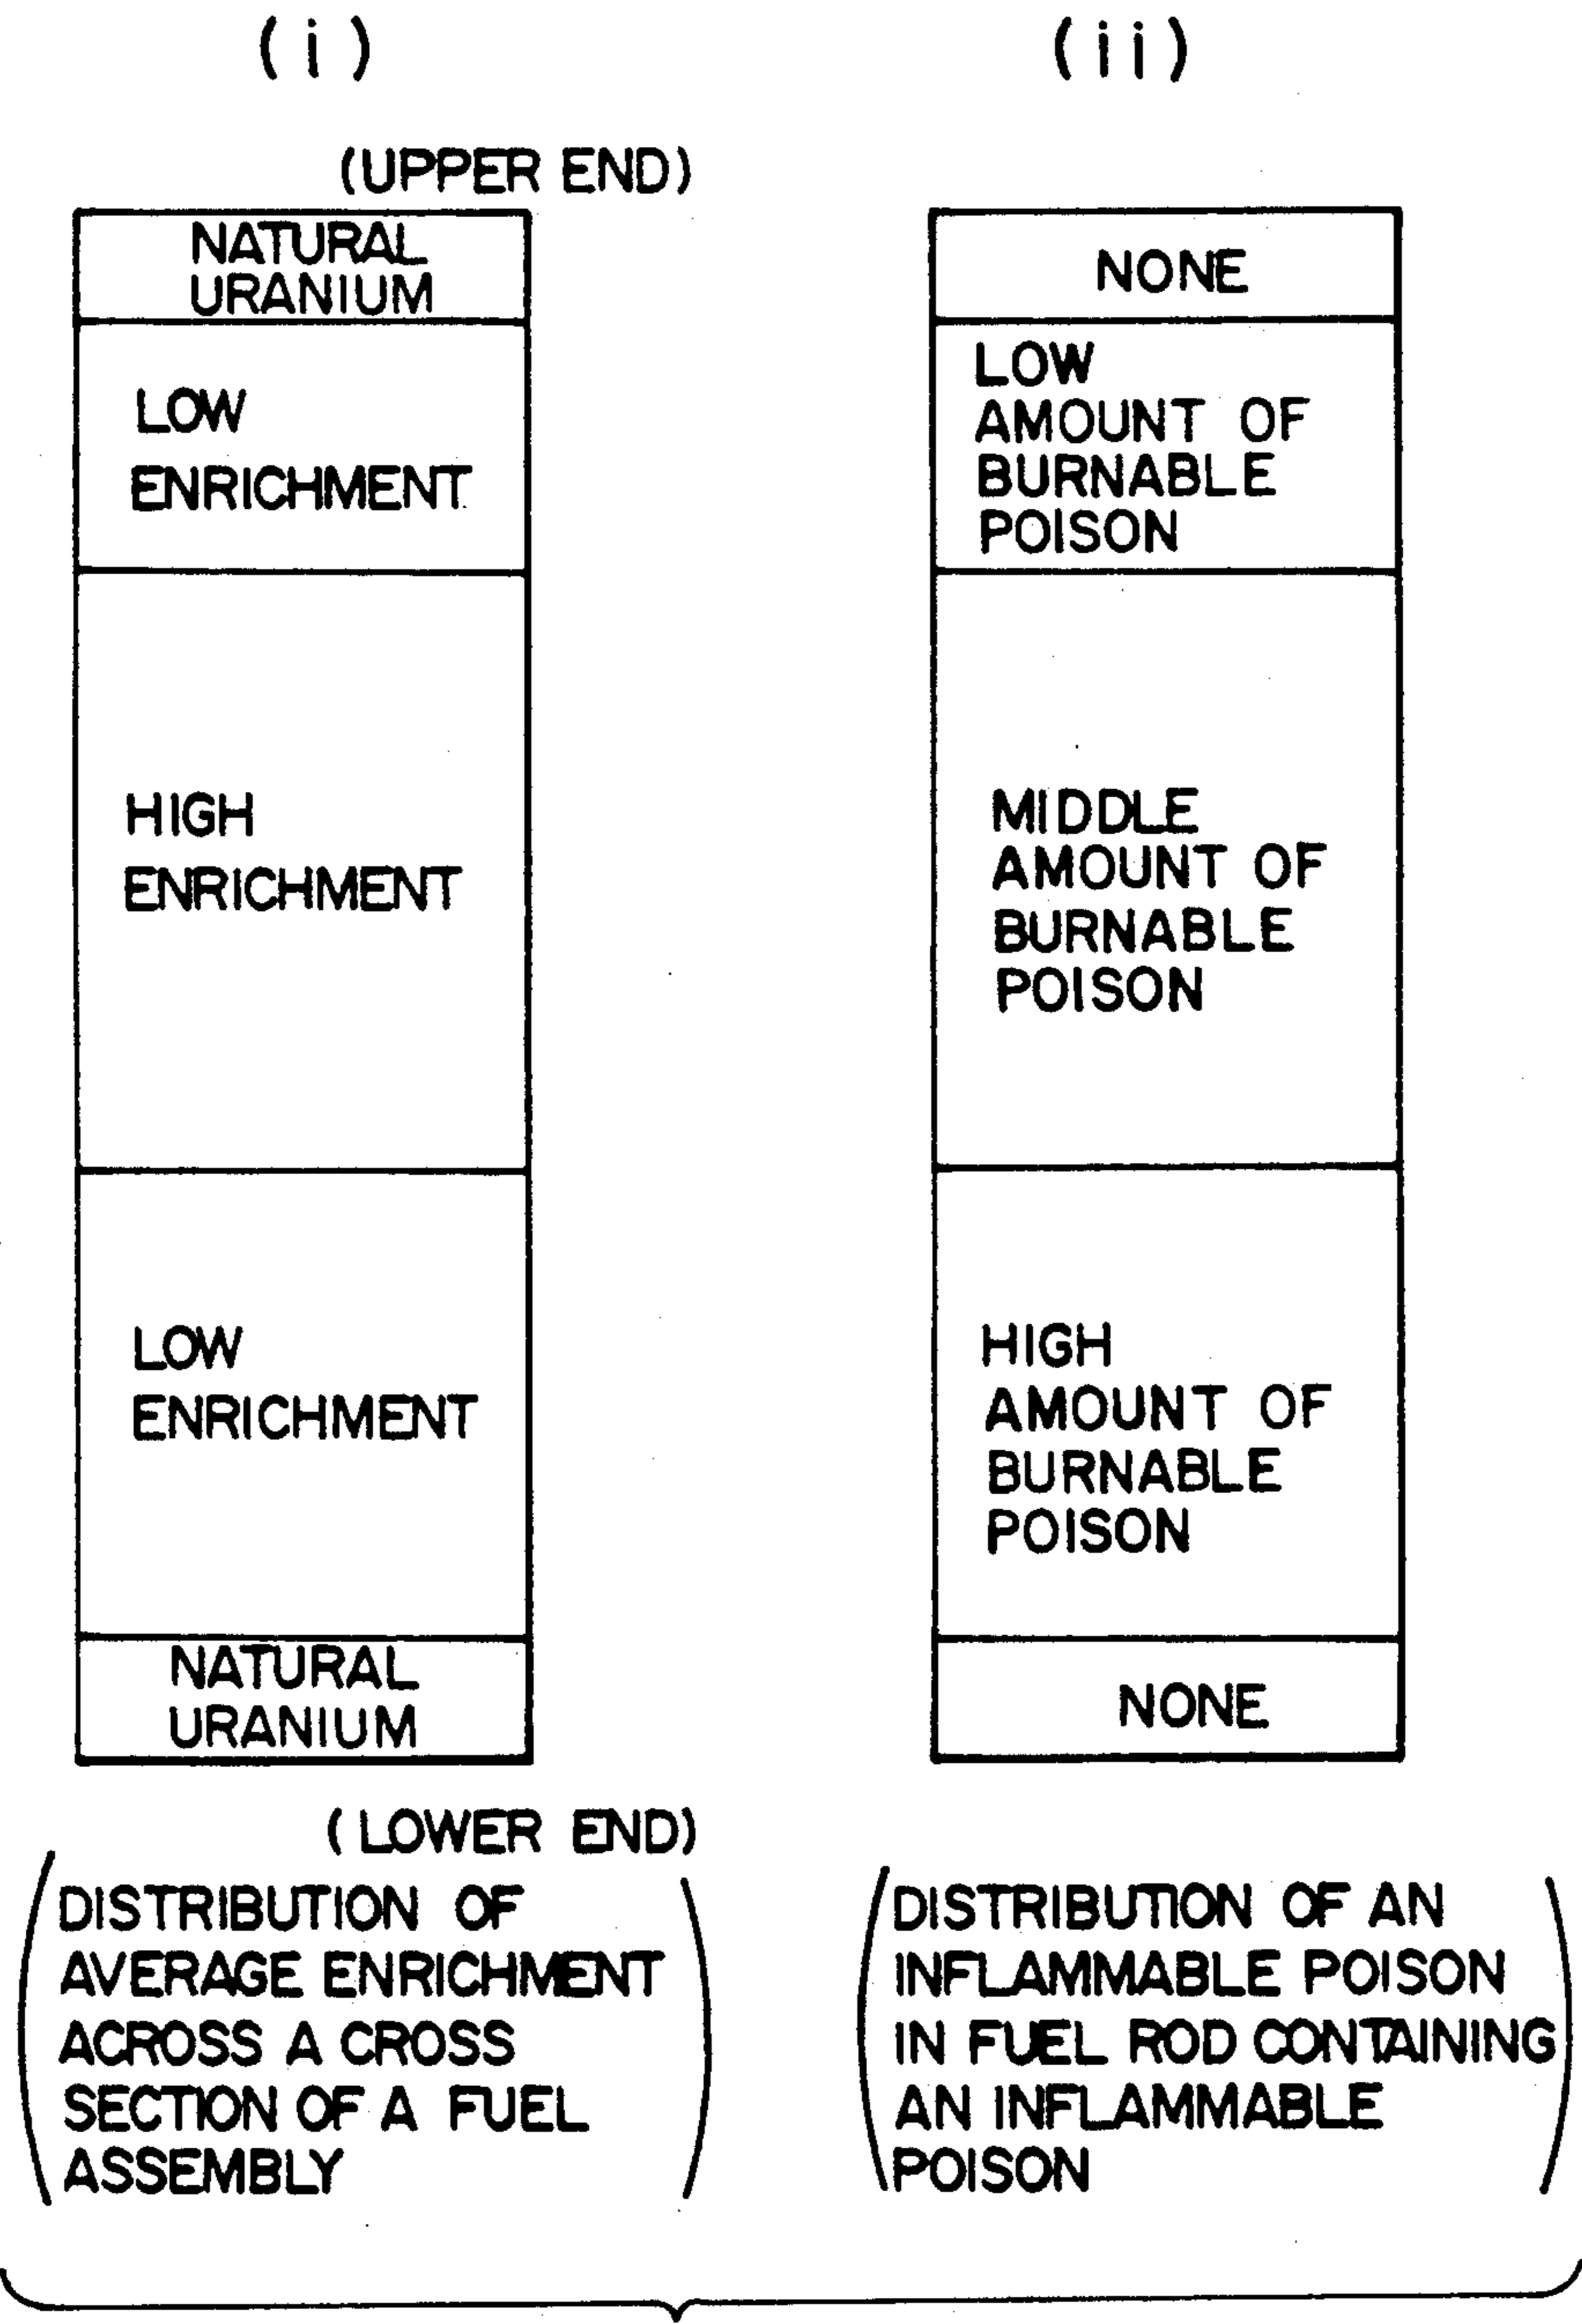 (i)
(UPPER END)
NATURAL
URANIUM
LOW
ENRICHMENT
HIGH
ENRICHMENT
LOW
ENRICHMENT
NATURAL
URANIUM
(LOWER END)
(DISTRIBUTION OF
AVERAGE ENRICHMENT
ACROSS A CROSS
SECTION OF A FUEL
ASSEMBLY)
(ii)
NONE
LOW
AMOUNT OF
BURNABLE
POISON
MIDDLE
AMOUNT OF
BURNABLE
POISON
HIGH
AMOUNT OF
BURNABLE
POISON
NONE
(DISTRIBUTION OF AN
INFLAMMABLE POISON
IN FUEL ROD CONTAINING
AN INFLAMMABLE
POISON)